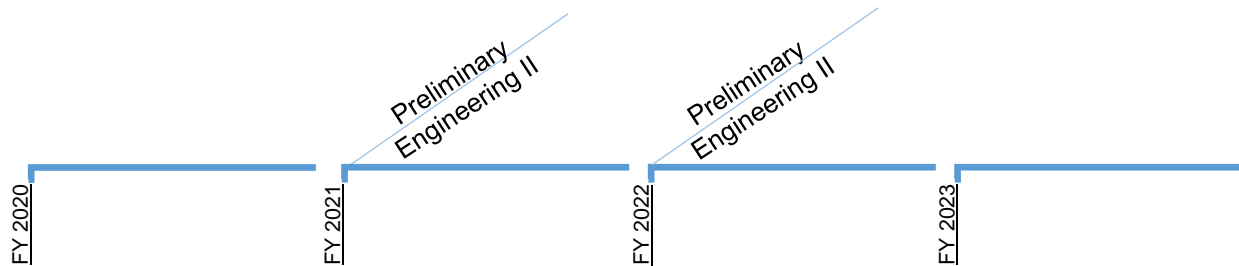 Preliminary
Engineering II
Preliminary
Engineering II
FY 2020
FY 2021
FY 2022
FY 2023